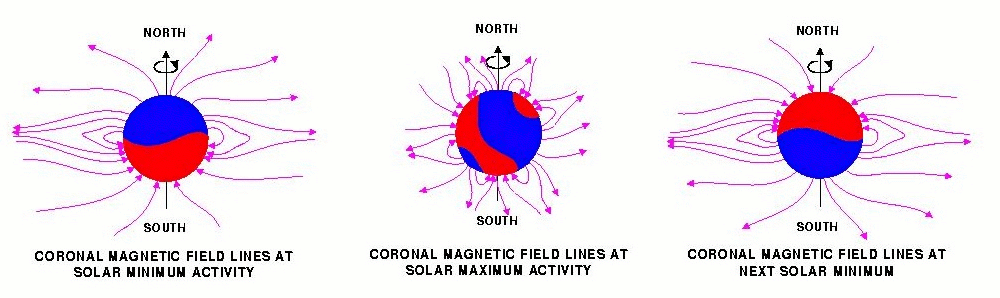 NORTH
SOUTH
CORONAL MAGNETIC FIELD LINES AT
SOLAR MINIMUM ACTIVITY
NORTH
SOUTH
CORONAL MAGNETIC FIELD LINES AT
SOLAR MAXIMUM ACTIVITY
NORTH
SOUTH
CORONAL MAGNETIC FIELD LINES AT
NEXT SOLAR MINIMUM